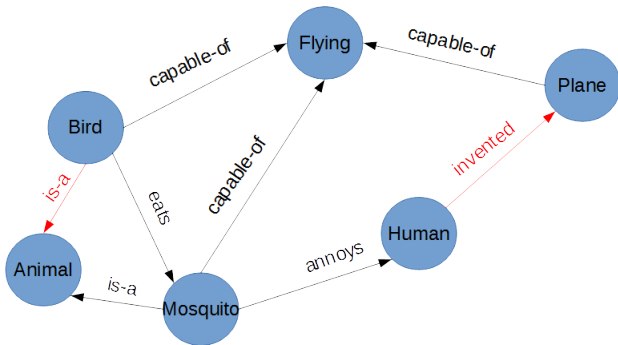 Flying
capable-of
capable-of
Plane
Bird
invented
is-a
eats
capable-of
Human
annoys
Animal
is-a
Mosquito